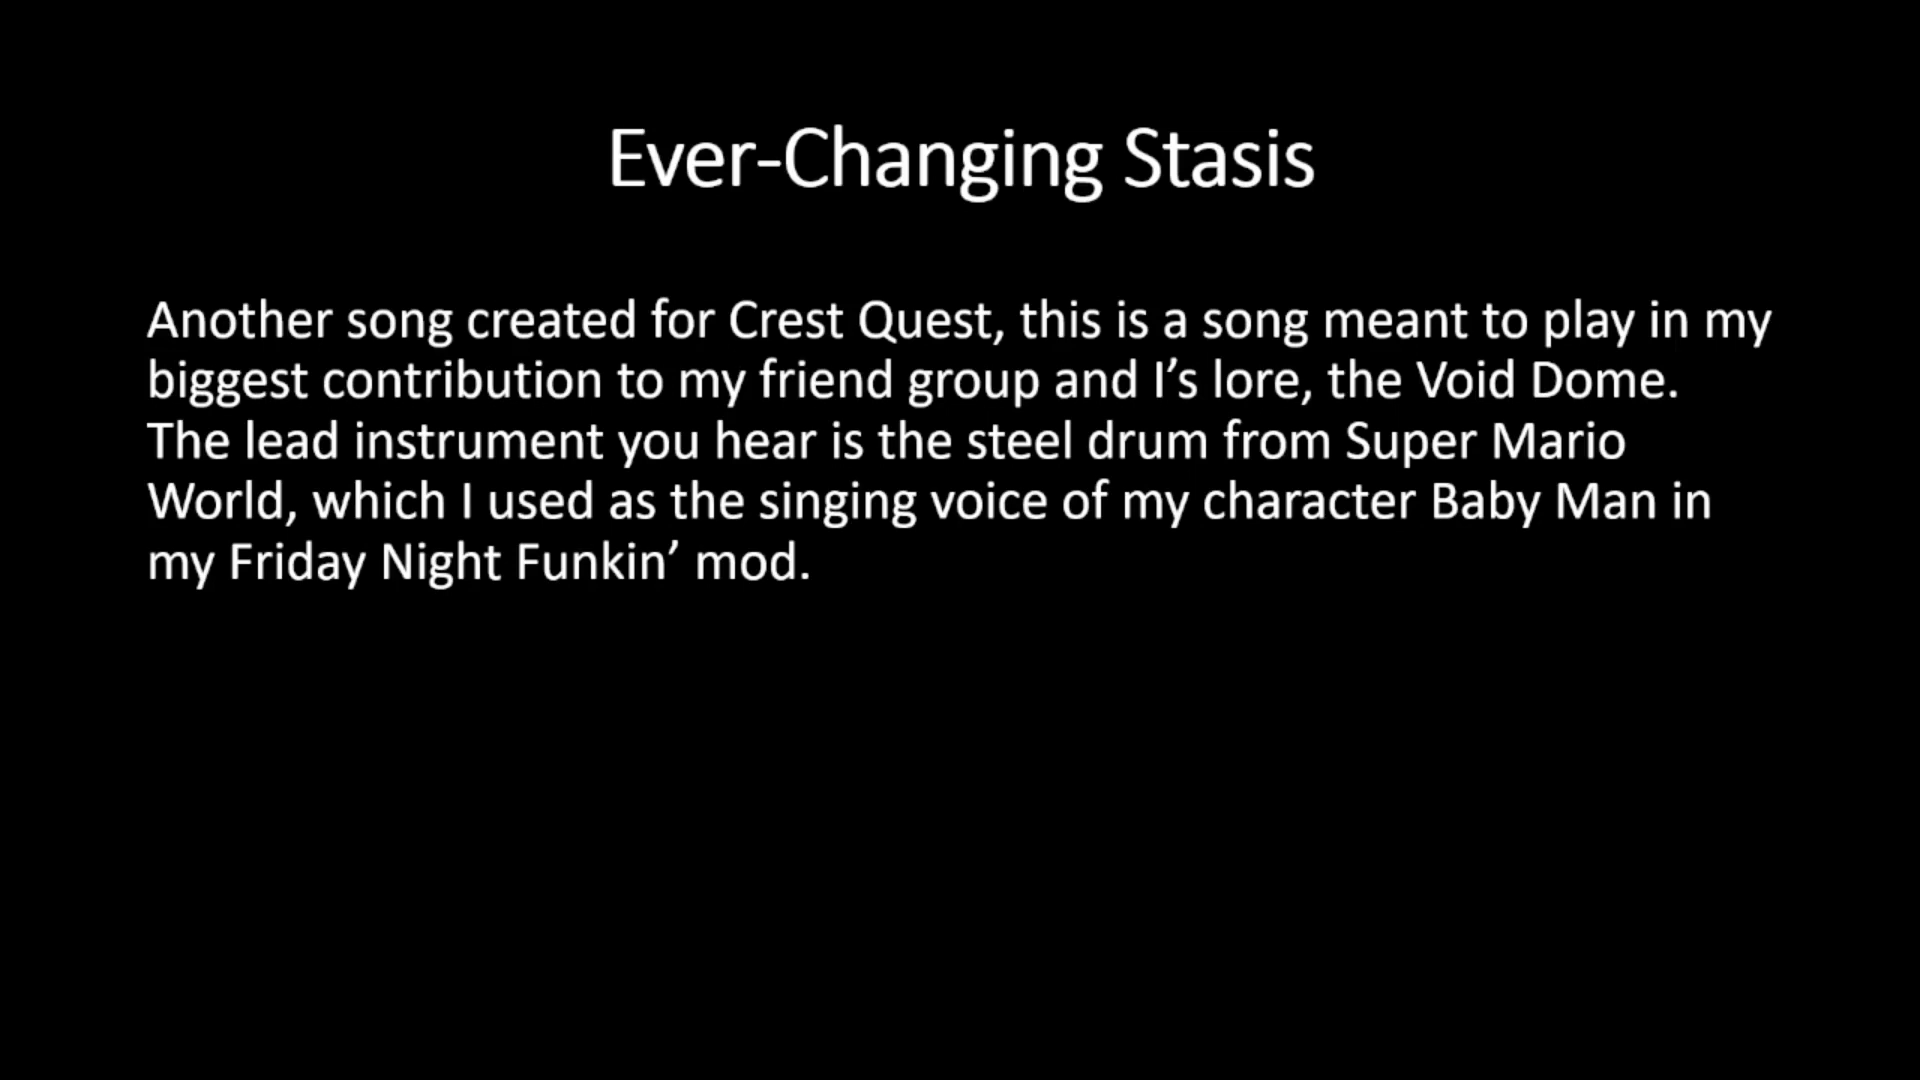 Ever-Changing Stasis
Another song created for Crest Quest, this is a song meant to play in my
biggest contribution to my friend group and I’s lore, the Void Dome.
The lead instrument you hear is the steel drum from Super Mario
World, which I used as the singing voice of my character Baby Man in
my Friday Night Funkin’ mod.